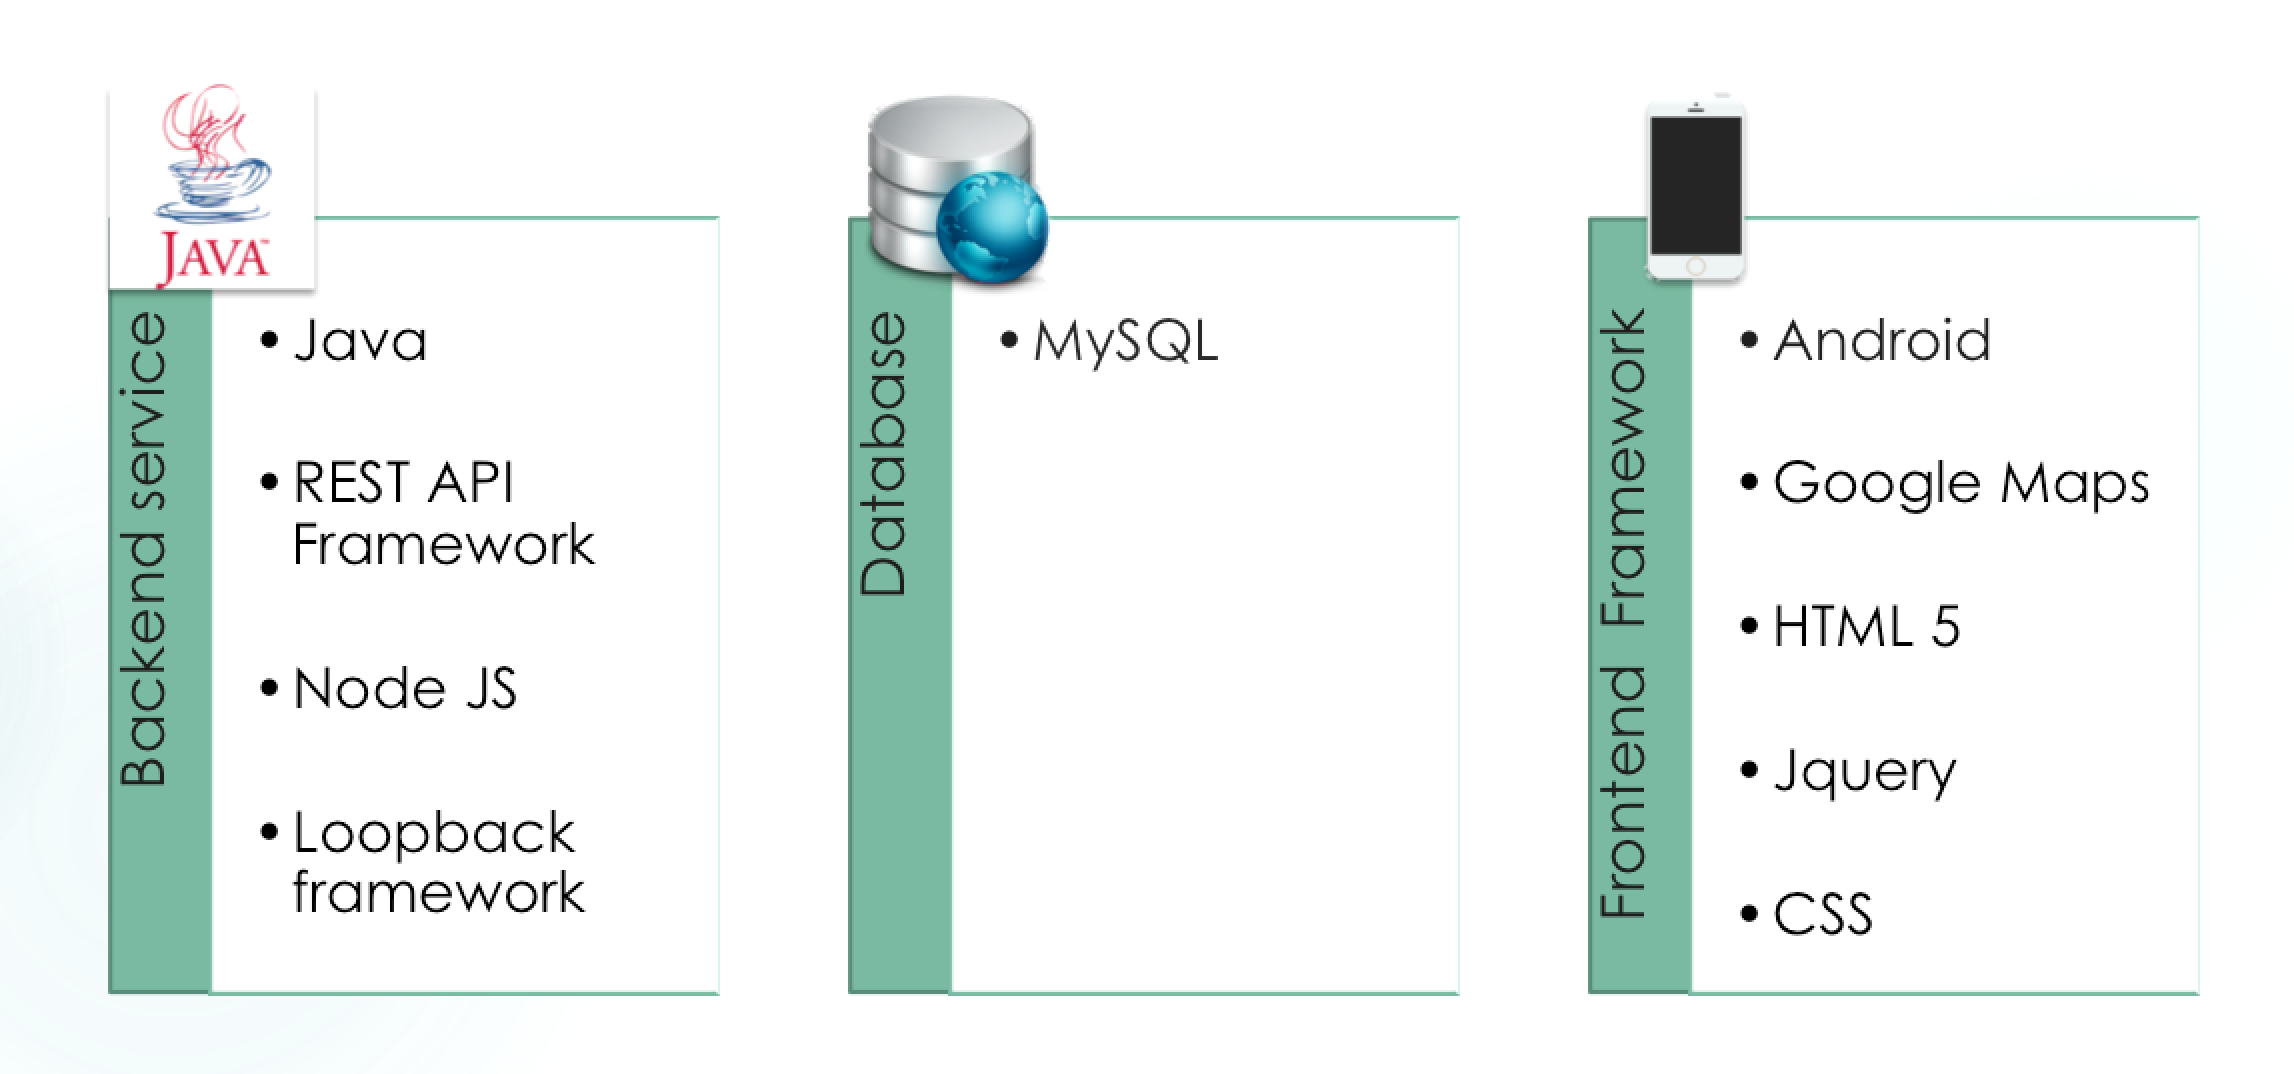 JAVA™
Backend service
• Java
• REST API
Framework
• Node JS
• Loopback
framework
Database
• MySQL
Frontend Framework
• Android
• Google Maps
• HTML 5
• Jquery
• CSS